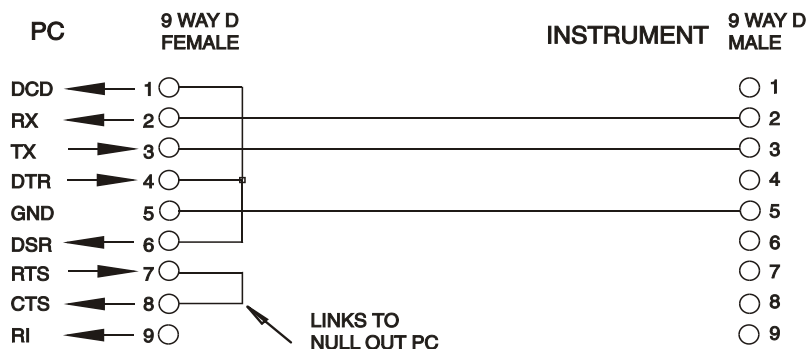 PC
9 WAY D
FEMALE
INSTRUMENT
9 WAY D
MALE
DCD 1 1
RX 2 2
TX 3 3
DTR 4 4
GND 5 5
DSR 6 6
RTS 7 7
CTS 8 8
RI 9 9
LINKS TO
NULL OUT PC